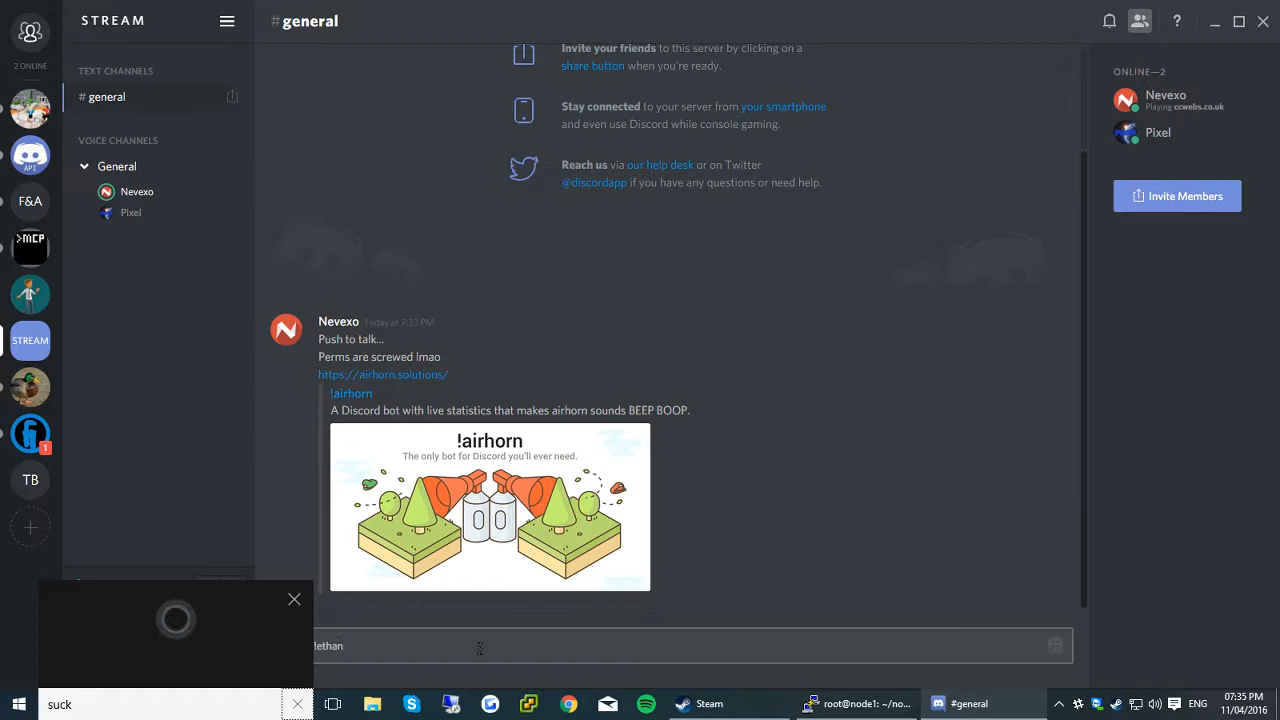 2 ONLINE
API
F&A
>MCP
STREAM
1
TB
STREAM
TEXT CHANNELS
# general
VOICE CHANNELS
General
Nevexo
Pixel
#general
Invite your friends to this server by clicking on a
share button when you're ready.
Stay connected to your server from your smartphone
and even use Discord while console gaming.
Reach us via our help desk or on Twitter
@discordapp if you have any questions or need help.
Nevexo Today at 7:33 PM
Push to talk...
Perms are screwed lmao
https://airhorn.solutions/
!airhorn
A Discord bot with live statistics that makes airhorn sounds BEEP BOOP.
!airhorn
The only bot for Discord you'll ever need.
!ethan
ONLINE—2
Nevexo
Playing ccwebs.co.uk
Pixel
Invite Members
suck
Steam
root@node1: ~/no...
#general
ENG
07:35 PM
11/04/2016